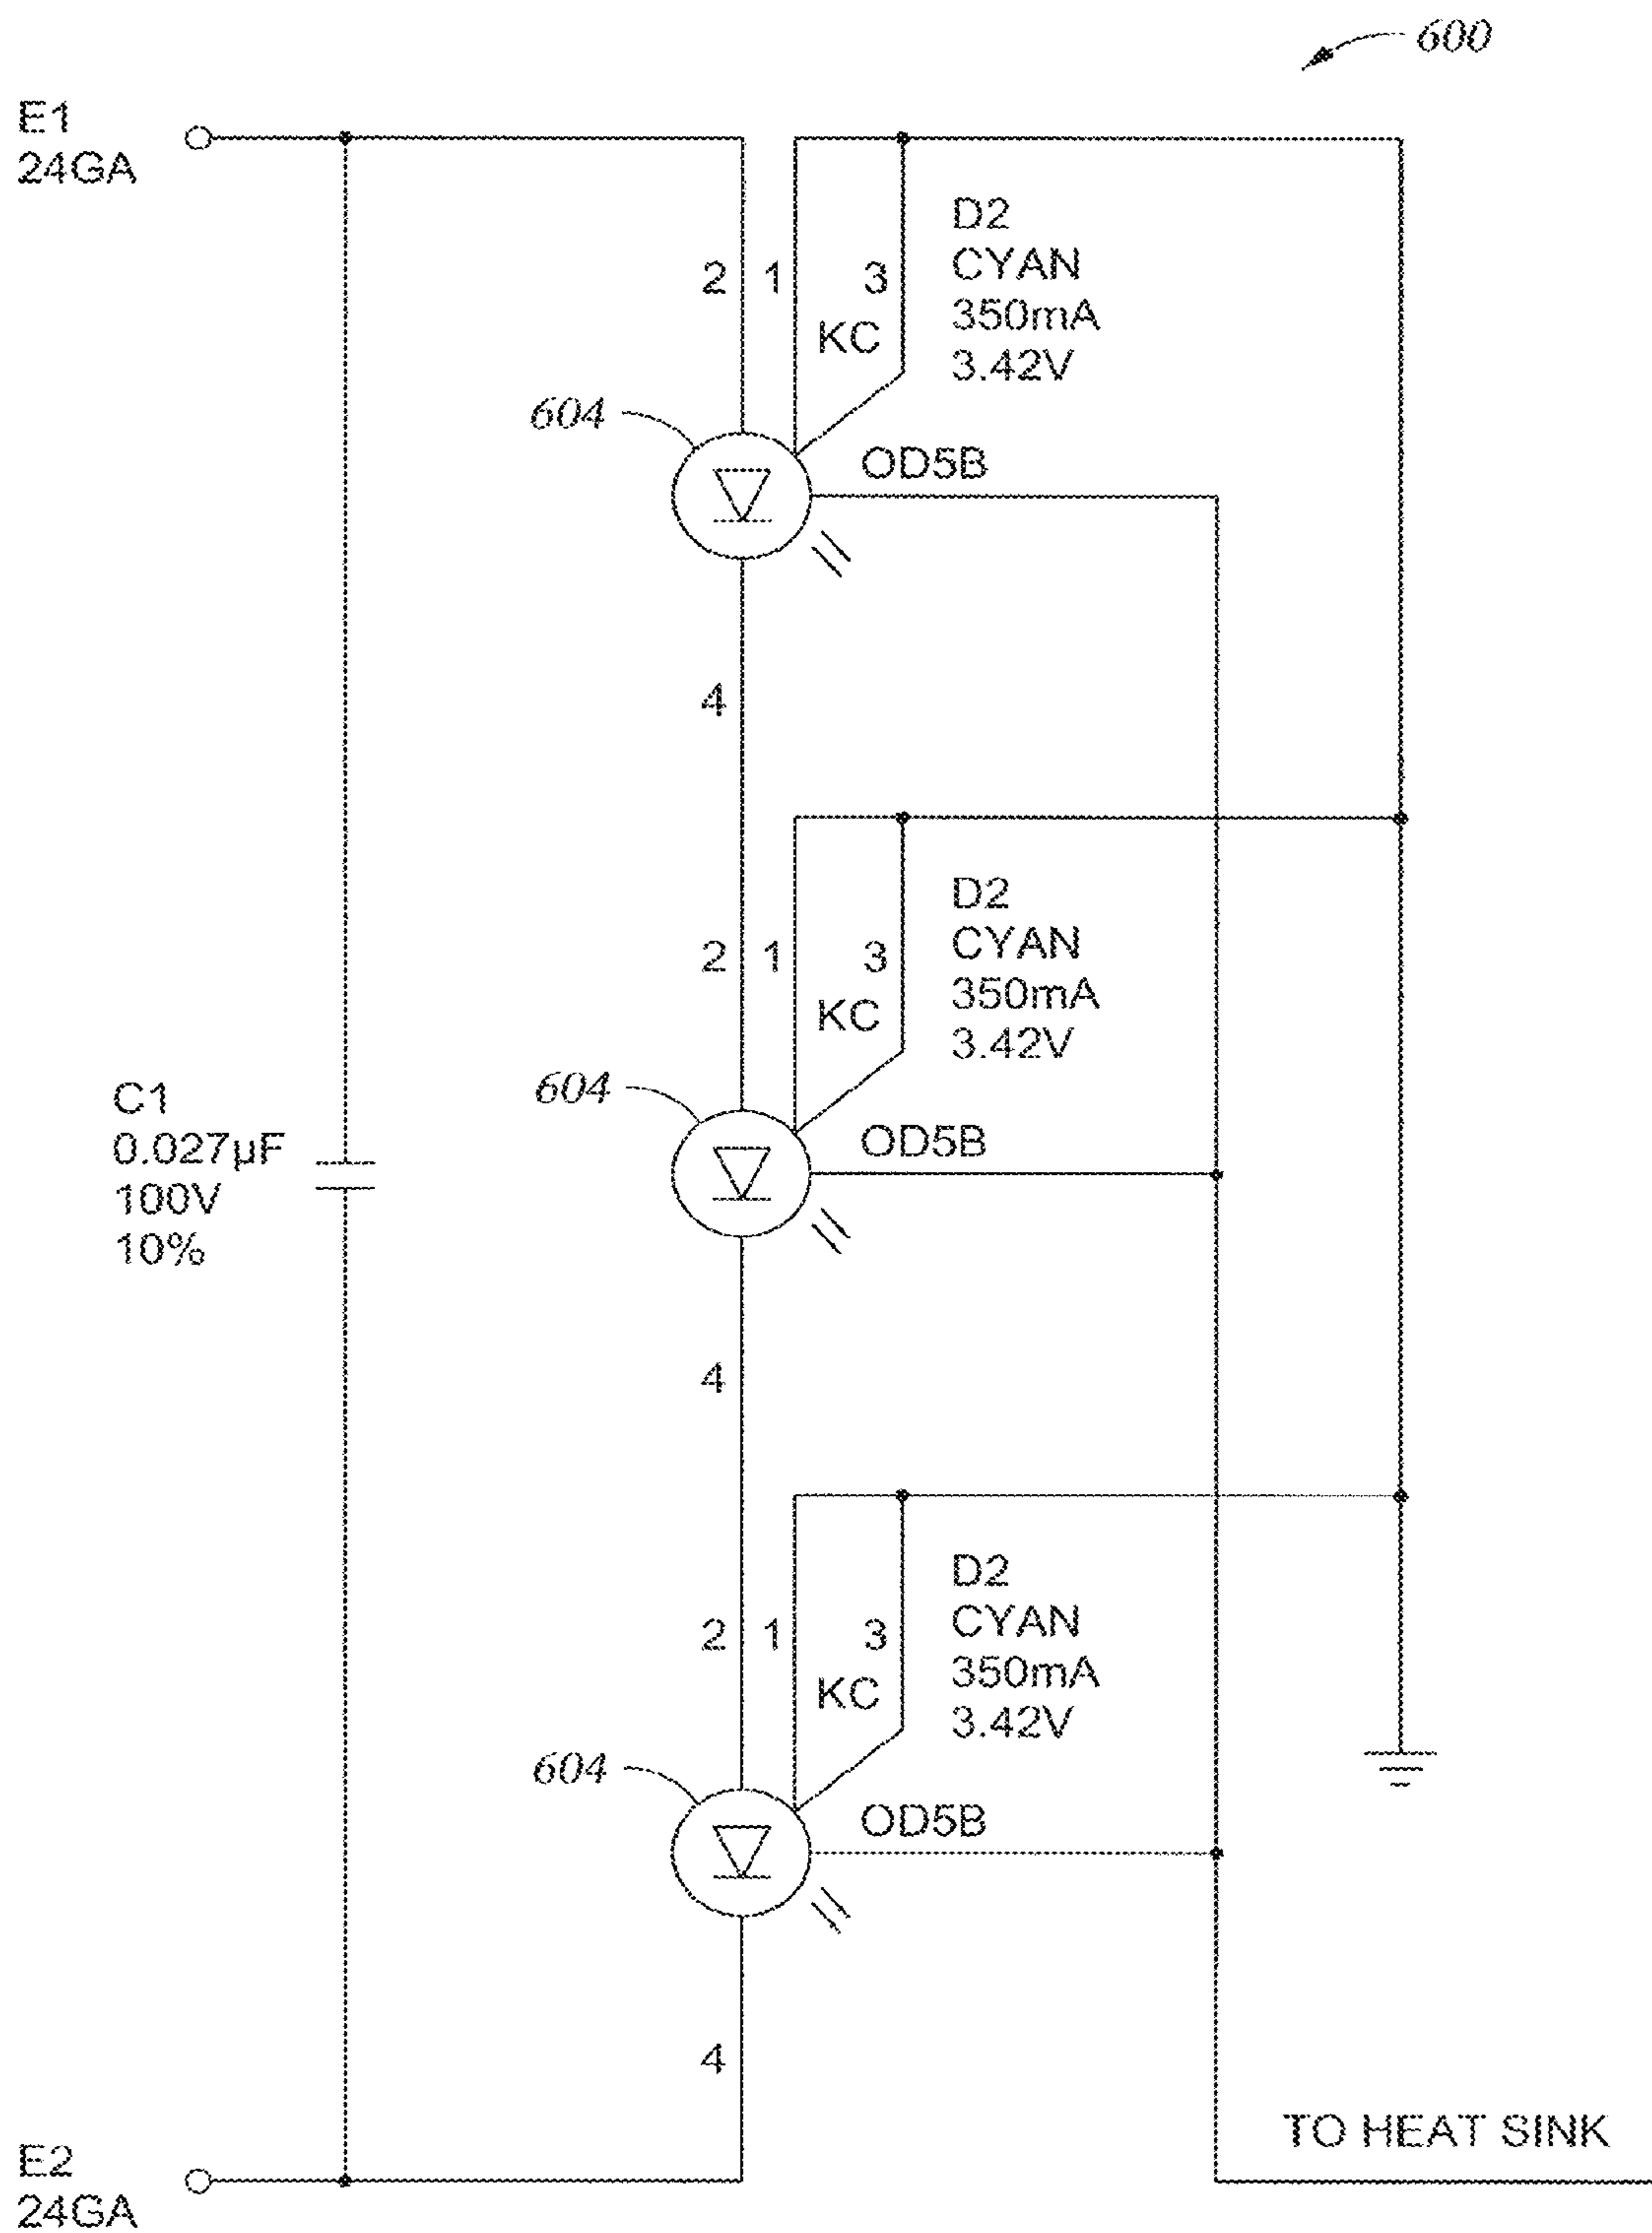 600
E1
24GA
D2
CYAN
350mA
3.42V
2
1
3
KC
604
OD5B
4
D2
CYAN
350mA
3.42V
2
1
3
KC
604
OD5B
C1
0.027µF
100V
10%
4
D2
CYAN
350mA
3.42V
2
1
3
KC
604
OD5B
4
TO HEAT SINK
E2
24GA